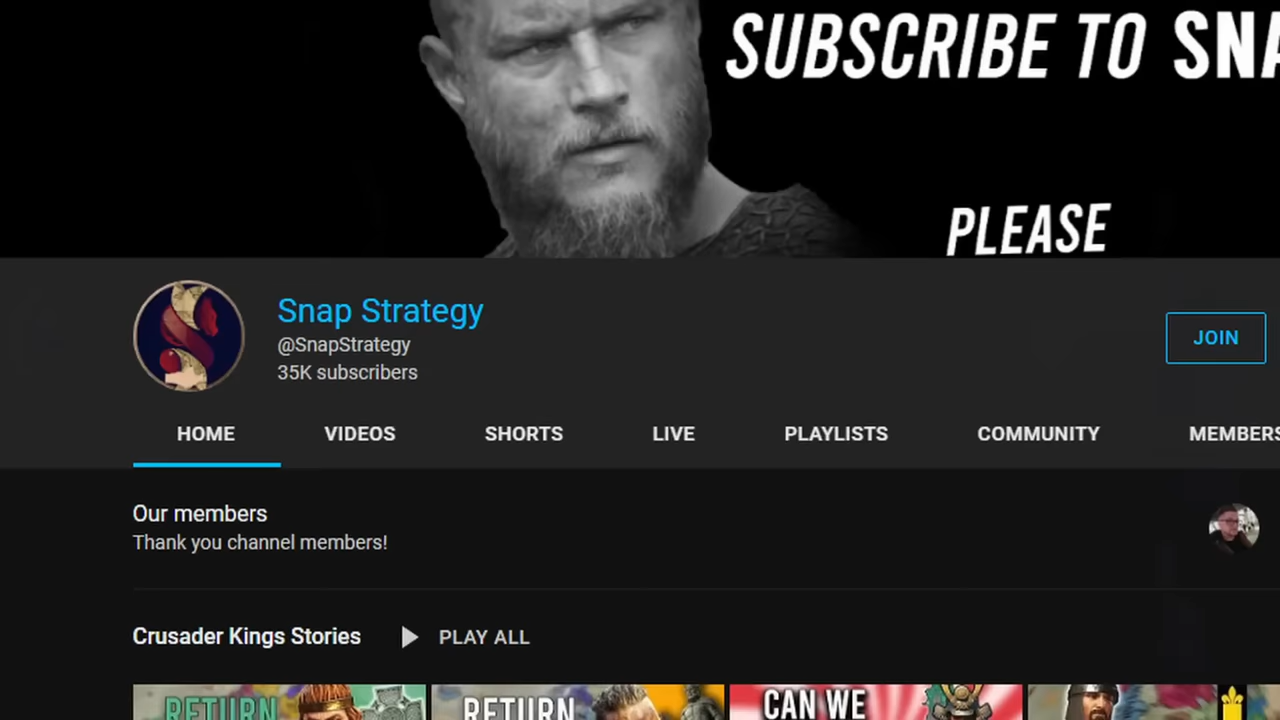 SUBSCRIBE TO SNA
PLEASE
Snap Strategy
@SnapStrategy
35K subscribers
JOIN
HOME VIDEOS SHORTS LIVE PLAYLISTS COMMUNITY MEMBERS
Our members
Thank you channel members!
Crusader Kings Stories PLAY ALL
RETURN RETURN CAN WE